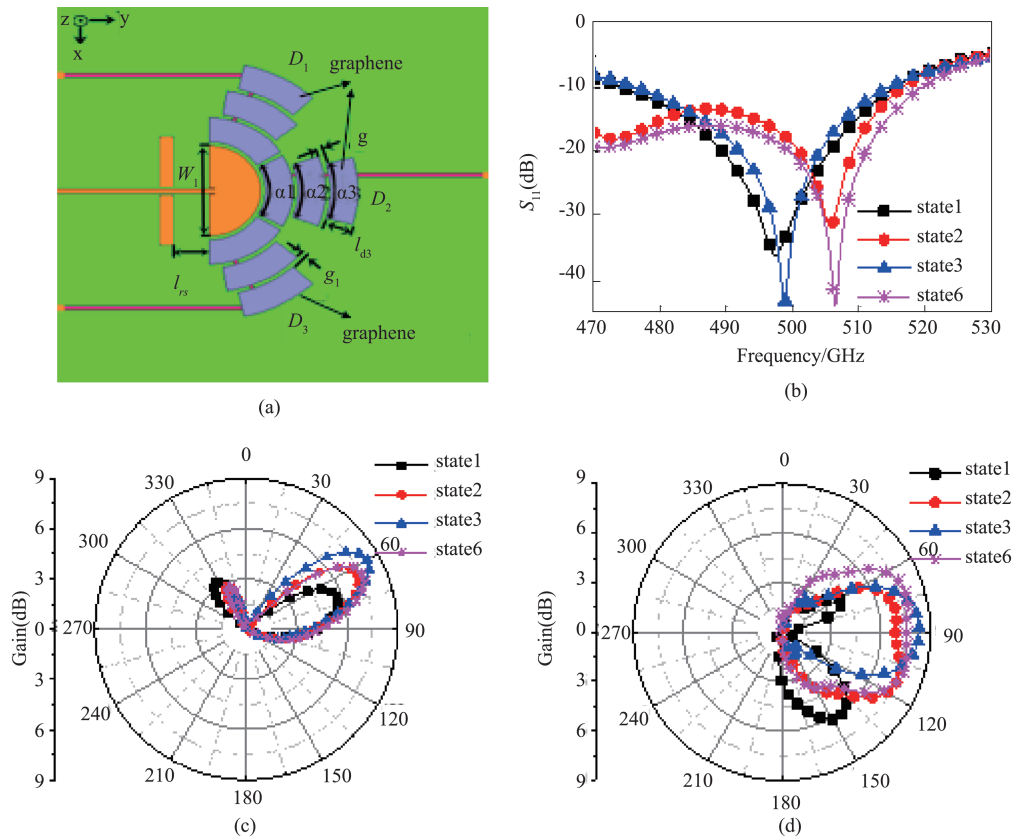 z y
x
D1 graphene
g
W1 α1 α2 α3 D2
ld3
lrs g1
D3 graphene
(a)
0
-10
-20
-30
-40
S11(dB)
state1
state2
state3
state6
470 480 490 500 510 520 530
Frequency/GHz
(b)
0
330 30
300 60
270 90
240 120
210 150
180
9
6
3
0
3
6
9
Gain(dB)
state1
state2
state3
state6
(c)
0
330 30
300 60
270 90
240 120
210 150
180
9
6
3
0
3
6
9
Gain(dB)
state1
state2
state3
state6
(d)